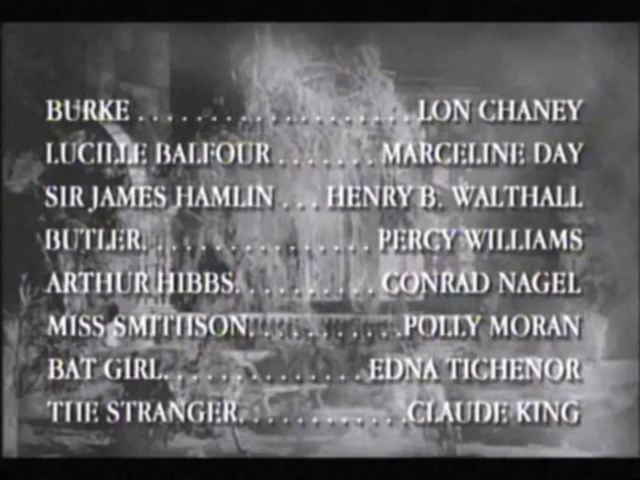 BURKE . . . . . . . . . . . . . . . . . . . LON CHANEY
LUCILLE BALFOUR . . . . . . . MARCELINE DAY
SIR JAMES HAMLIN . . . HENRY B. WALTHALL
BUTLER. . . . . . . . . . . . . . . . PERCY WILLIAMS
ARTHUR HIBBS. . . . . . . . . . CONRAD NAGEL
MISS SMITHSON. . . . . . . . . . .POLLY MORAN
BAT GIRL. . . . . . . . . . . . . . EDNA TICHENOR
THE STRANGER. . . . . . . . . . . .CLAUDE KING